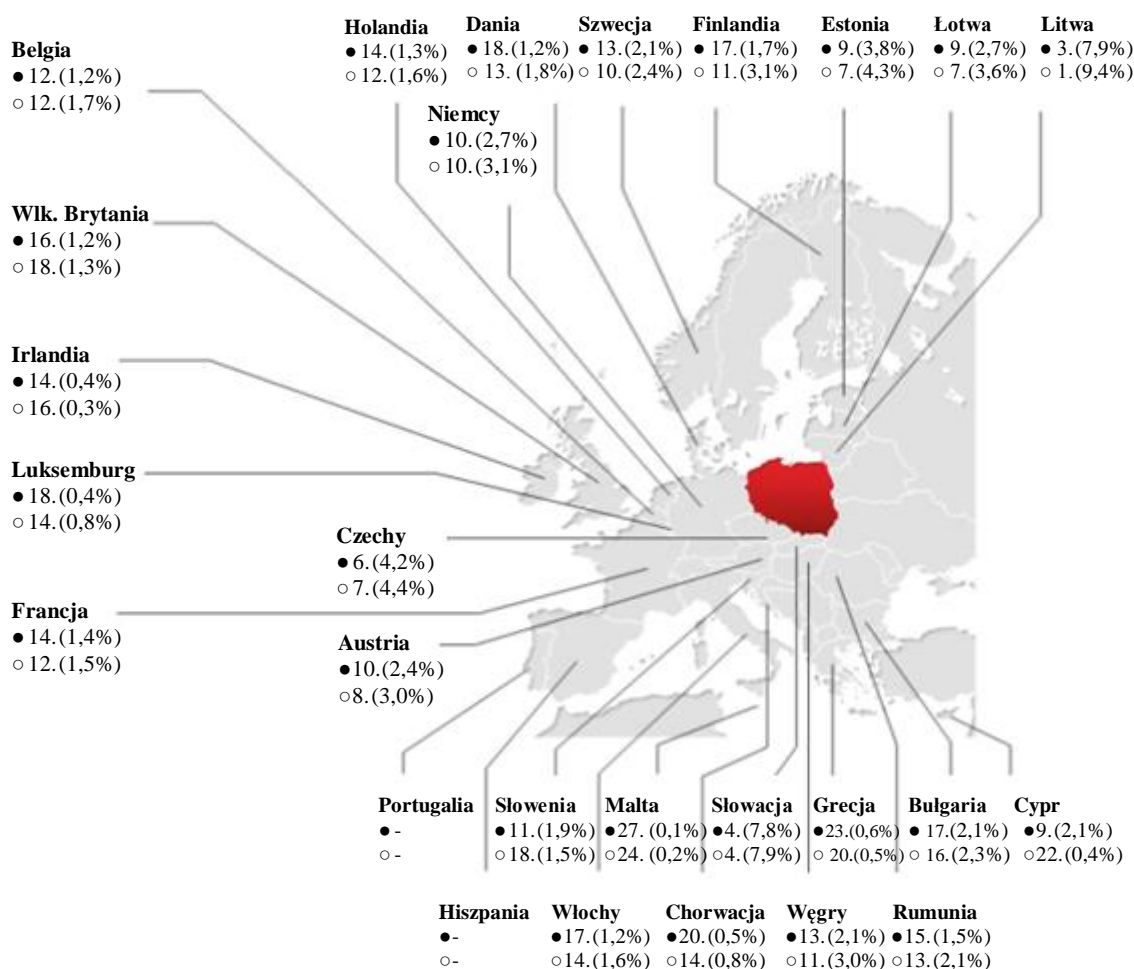 Holandia
● 14.(1,3%)
○ 12.(1,6%)
Dania
● 18.(1,2%)
○ 13. (1,8%)
Szwecja
● 13.(2,1%)
○ 10.(2,4%)
Finlandia
● 17.(1,7%)
○ 11.(3,1%)
Estonia
● 9.(3,8%)
○ 7.(4,3%)
Łotwa
● 9.(2,7%)
○ 7.(3,6%)
Litwa
● 3.(7,9%)
○ 1.(9,4%)
Belgia
● 12.(1,2%)
○ 12.(1,7%)
Niemcy
● 10.(2,7%)
○ 10.(3,1%)
Wlk. Brytania
● 16.(1,2%)
○ 18.(1,3%)
Irlandia
● 14.(0,4%)
○ 16.(0,3%)
Luksemburg
● 18.(0,4%)
○ 14.(0,8%)
Czechy
● 6.(4,2%)
○ 7.(4,4%)
Francja
● 14.(1,4%)
○ 12.(1,5%)
Austria
●10.(2,4%)
○8.(3,0%)
Portugalia
● -
○ -
Słowenia
●11.(1,9%)
○18.(1,5%)
Malta
●27. (0,1%)
○24. (0,2%)
Słowacja
●4.(7,8%)
○4.(7,9%)
Grecja
●23.(0,6%)
○ 20.(0,5%)
Bułgaria
● 17.(2,1%)
○ 16.(2,3%)
Cypr
●9.(2,1%)
○22.(0,4%)
Hiszpania
●-
○-
Włochy
●17.(1,2%)
○14.(1,6%)
Chorwacja
●20.(0,5%)
○14.(0,8%)
Węgry
●13.(2,1%)
○11.(3,0%)
Rumunia
●15.(1,5%)
○13.(2,1%)